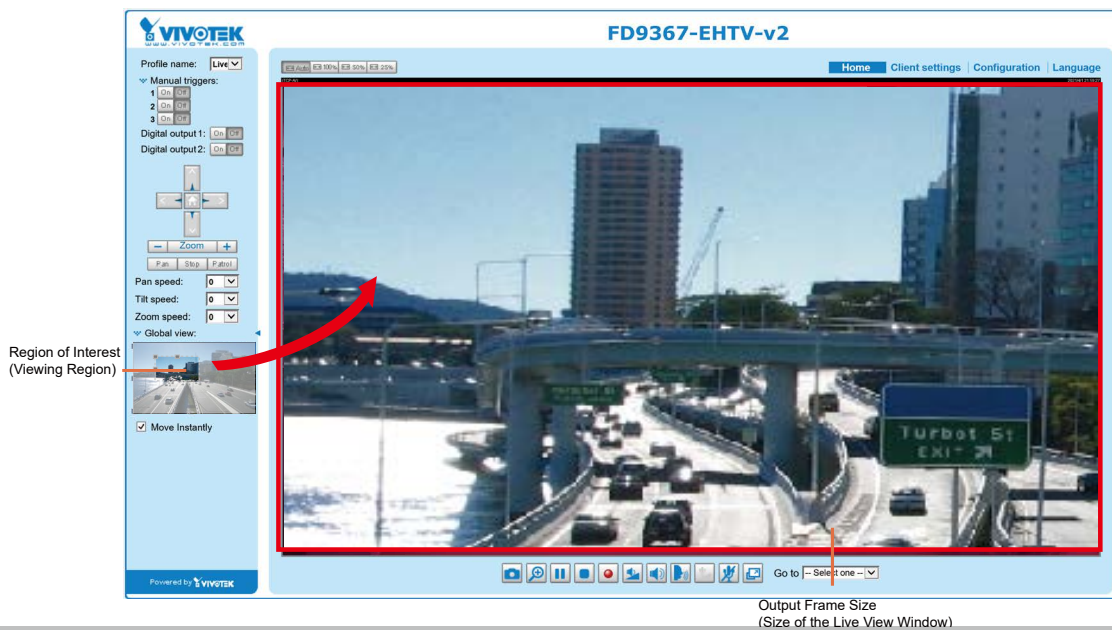 VIVOTEK
WWW.VIVOTEK.COM
FD9367-EHTV-v2
Profile name: Live
Manual triggers:
1 On Off
2 On Off
3 On Off
Digital output 1: On Off
Digital output 2: On Off
Zoom
Pan Stop Patrol
Pan speed: 0
Tilt speed: 0
Zoom speed: 0
Global view:
Move Instantly
Powered by VIVOTEK
Region of Interest
(Viewing Region)
Auto 100% 50% 25%
Home Client settings Configuration Language
Turbot St
EXIT
Go to -- Select one --
Output Frame Size
(Size of the Live View Window)